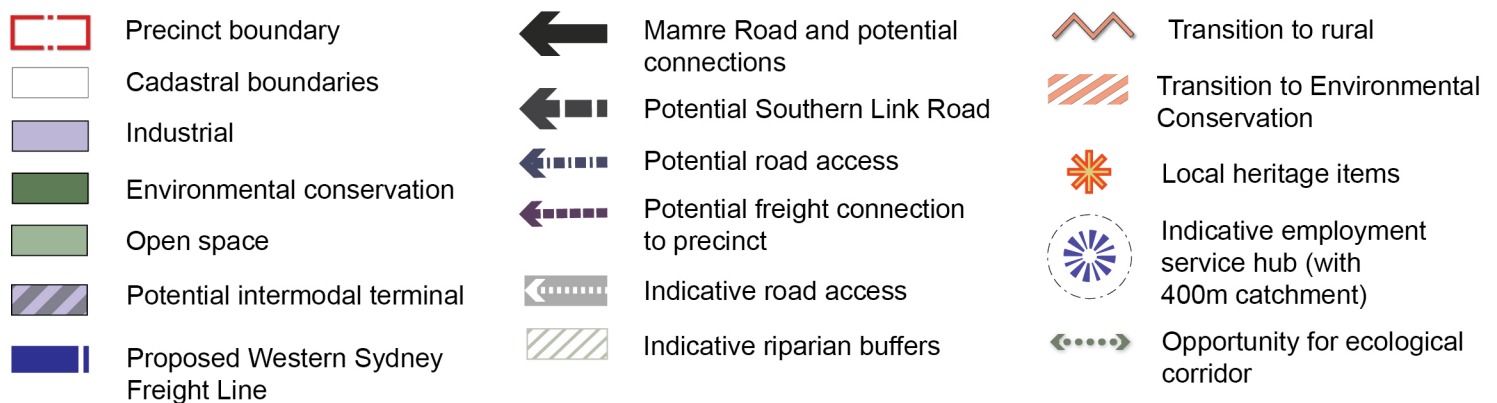 Precinct boundary
Cadastral boundaries
Industrial
Environmental conservation
Open space
Potential intermodal terminal
Proposed Western Sydney
Freight Line
Mamre Road and potential
connections
Potential Southern Link Road
Potential road access
Potential freight connection
to precinct
Indicative road access
Indicative riparian buffers
Transition to rural
Transition to Environmental
Conservation
Local heritage items
Indicative employment
service hub (with
400m catchment)
Opportunity for ecological
corridor